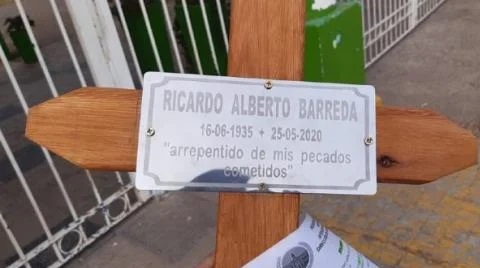 RICARDO ALBERTO BARREDA
16-06-1935 + 25-05-2020
"arrepentido de mis pecados
cometidos"